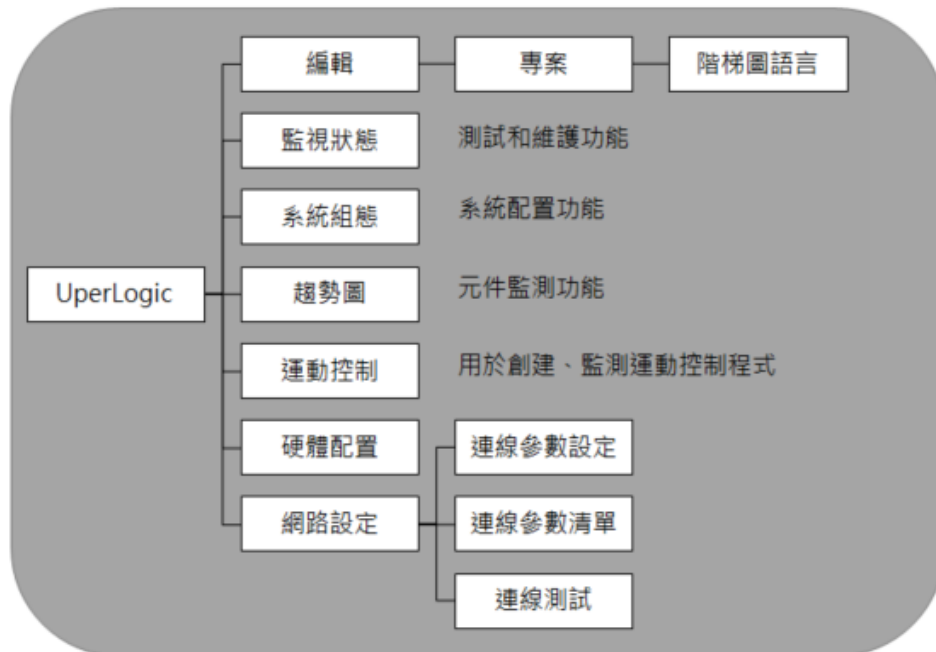 編輯 專案 階梯圖語言
監視狀態 測試和維護功能
系統組態 系統配置功能
UperLogic 趨勢圖 元件監測功能
運動控制 用於創建、監測運動控制程式
硬體配置 連線參數設定
網路設定 連線參數清單
連線測試